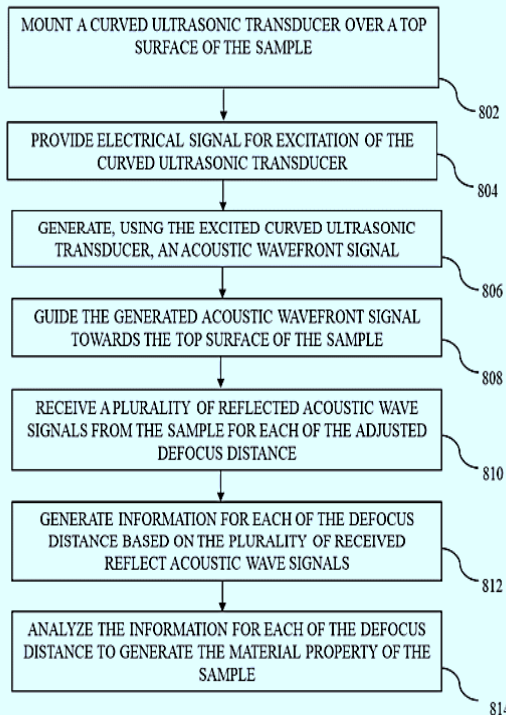 MOUNT A CURVED ULTRASONIC TRANSDUCER OVER A TOP
SURFACE OF THE SAMPLE
802
PROVIDE ELECTRICAL SIGNAL FOR EXCITATION OF THE
CURVED ULTRASONIC TRANSDUCER
804
GENERATE, USING THE EXCITED CURVED ULTRASONIC
TRANSDUCER, AN ACOUSTIC WAVEFRONT SIGNAL
806
GUIDE THE GENERATED ACOUSTIC WAVEFRONT SIGNAL
TOWARDS THE TOP SURFACE OF THE SAMPLE
808
RECEIVE A PLURALITY OF REFLECTED ACOUSTIC WAVE
SIGNALS FROM THE SAMPLE FOR EACH OF THE ADJUSTED
DEFOCUS DISTANCE
810
GENERATE INFORMATION FOR EACH OF THE DEFOCUS
DISTANCE BASED ON THE PLURALITY OF RECEIVED
REFLECT ACOUSTIC WAVE SIGNALS
812
ANALYZE THE INFORMATION FOR EACH OF THE DEFOCUS
DISTANCE TO GENERATE THE MATERIAL PROPERTY OF THE
SAMPLE
814